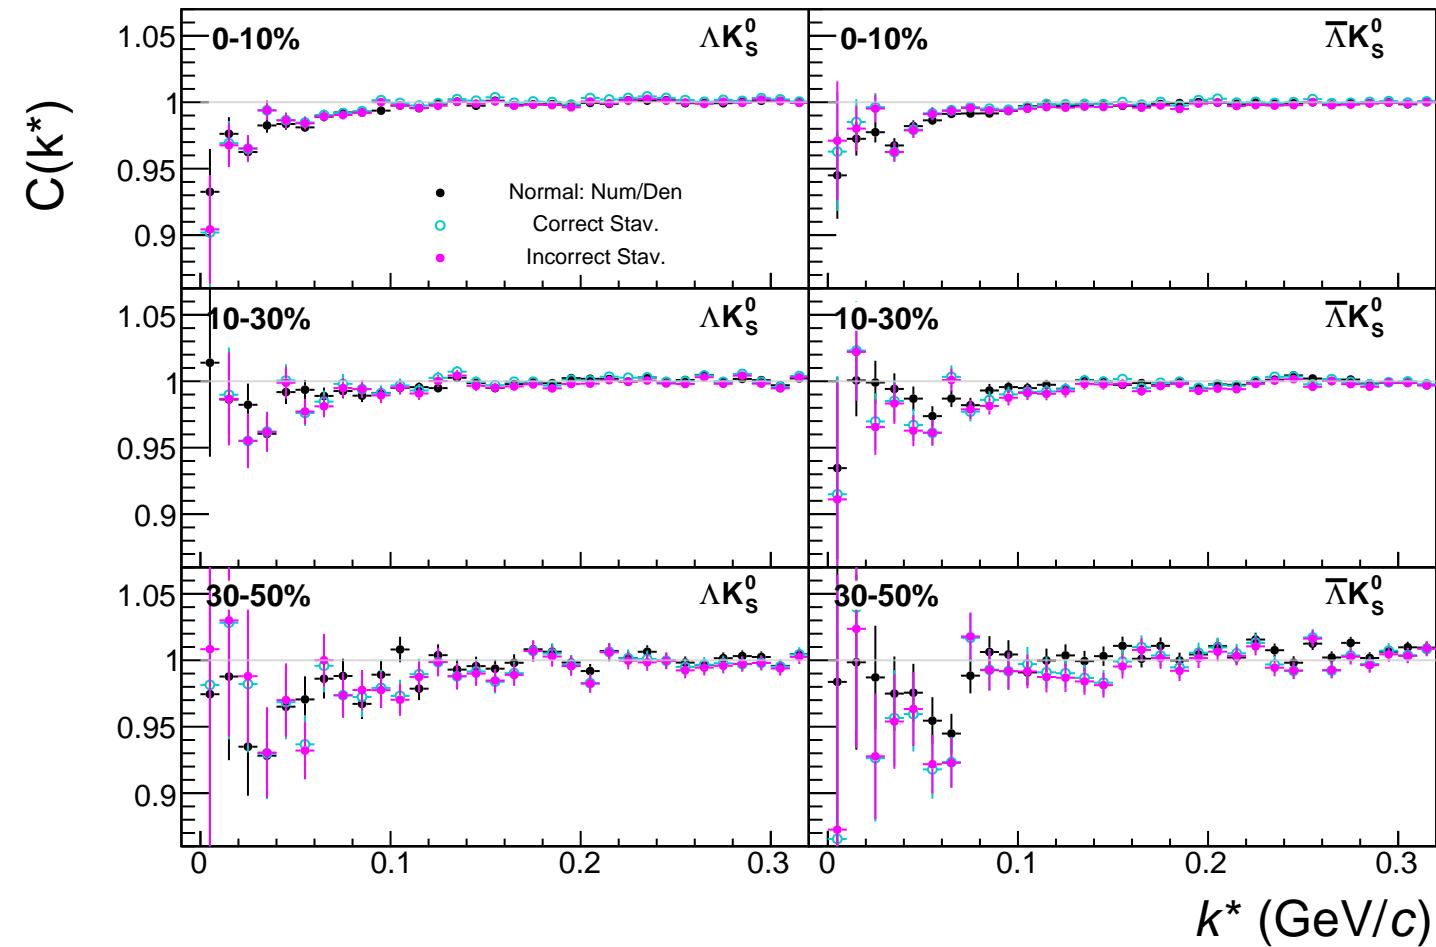 C(k*)
1.05
1
0.95
0.9
0-10%
ΛK⁰S
Normal: Num/Den
Correct Stav.
Incorrect Stav.
0-10%
Λ̅K⁰S
1.05
1
0.95
0.9
10-30%
ΛK⁰S
10-30%
Λ̅K⁰S
1.05
1
0.95
0.9
30-50%
ΛK⁰S
30-50%
Λ̅K⁰S
0 0.1 0.2 0.3 0 0.1 0.2 0.3
k* (GeV/c)